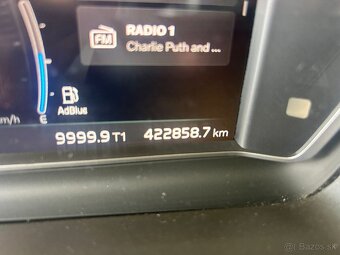 RADIO 1
FM
Charlie Puth and ...
AdBlue
m/h
E
9999.9 T1 422858.7 km
© Bazos.sk